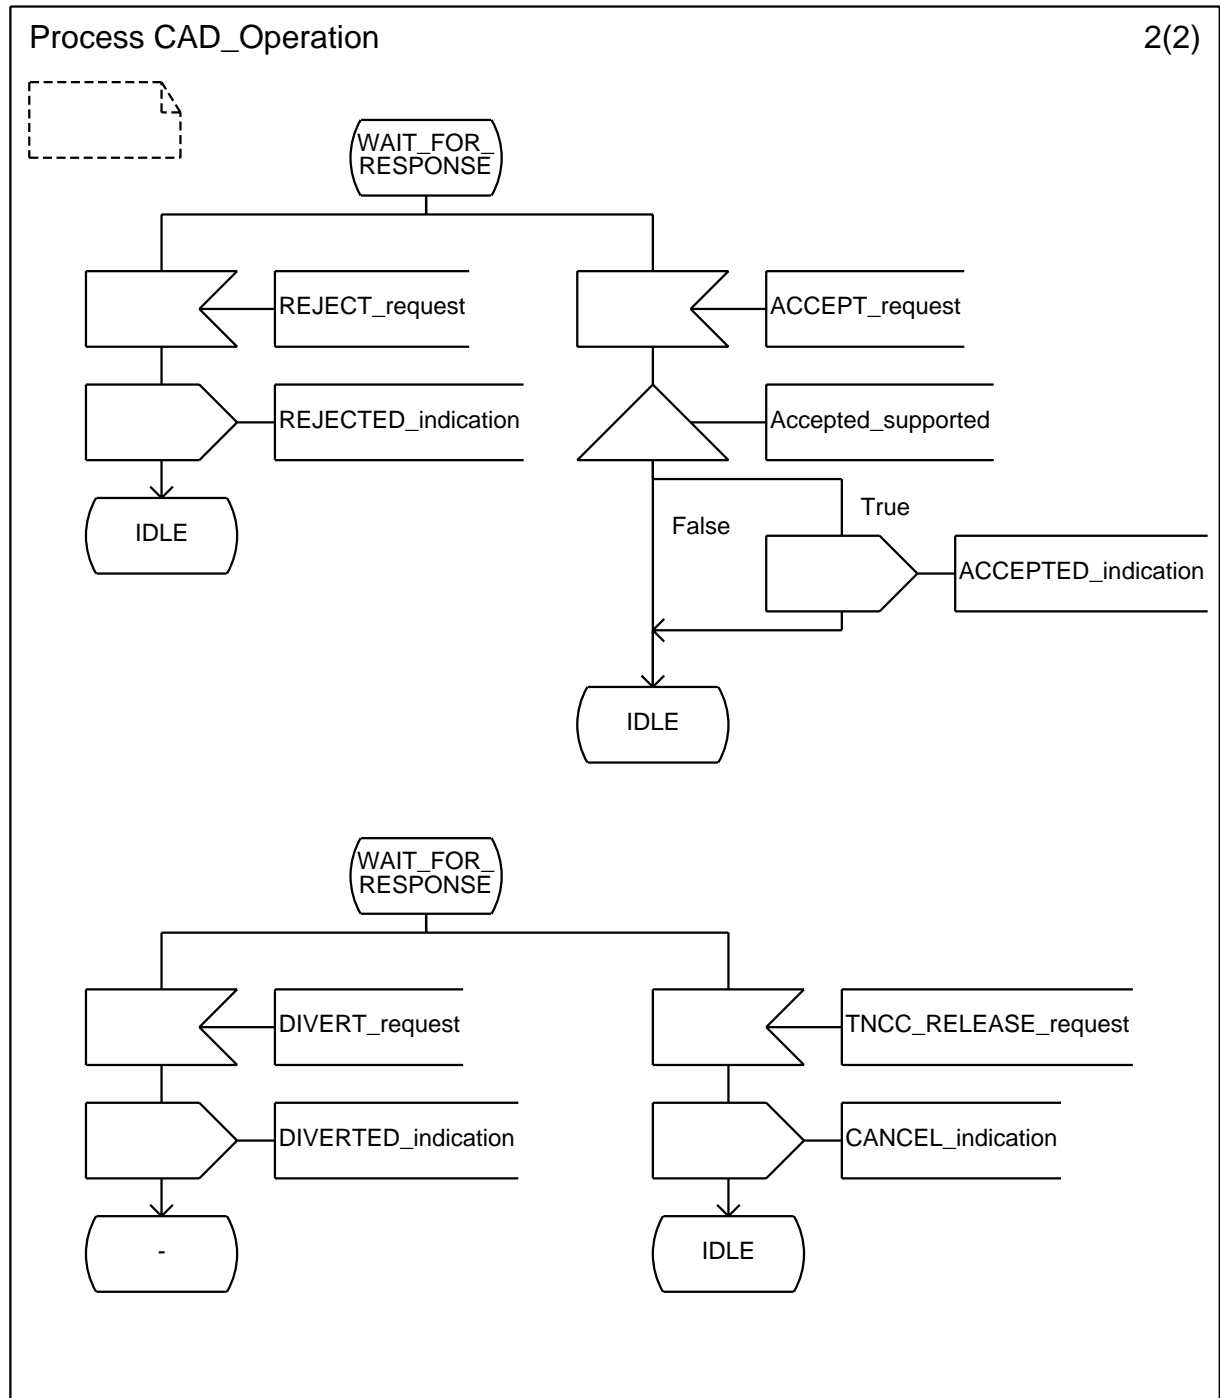 Process CAD_Operation
2(2)
WAIT_FOR_
RESPONSE
REJECT_request
ACCEPT_request
REJECTED_indication
Accepted_supported
IDLE
False
True
ACCEPTED_indication
IDLE
WAIT_FOR_
RESPONSE
DIVERT_request
TNCC_RELEASE_request
DIVERTED_indication
CANCEL_indication
-
IDLE